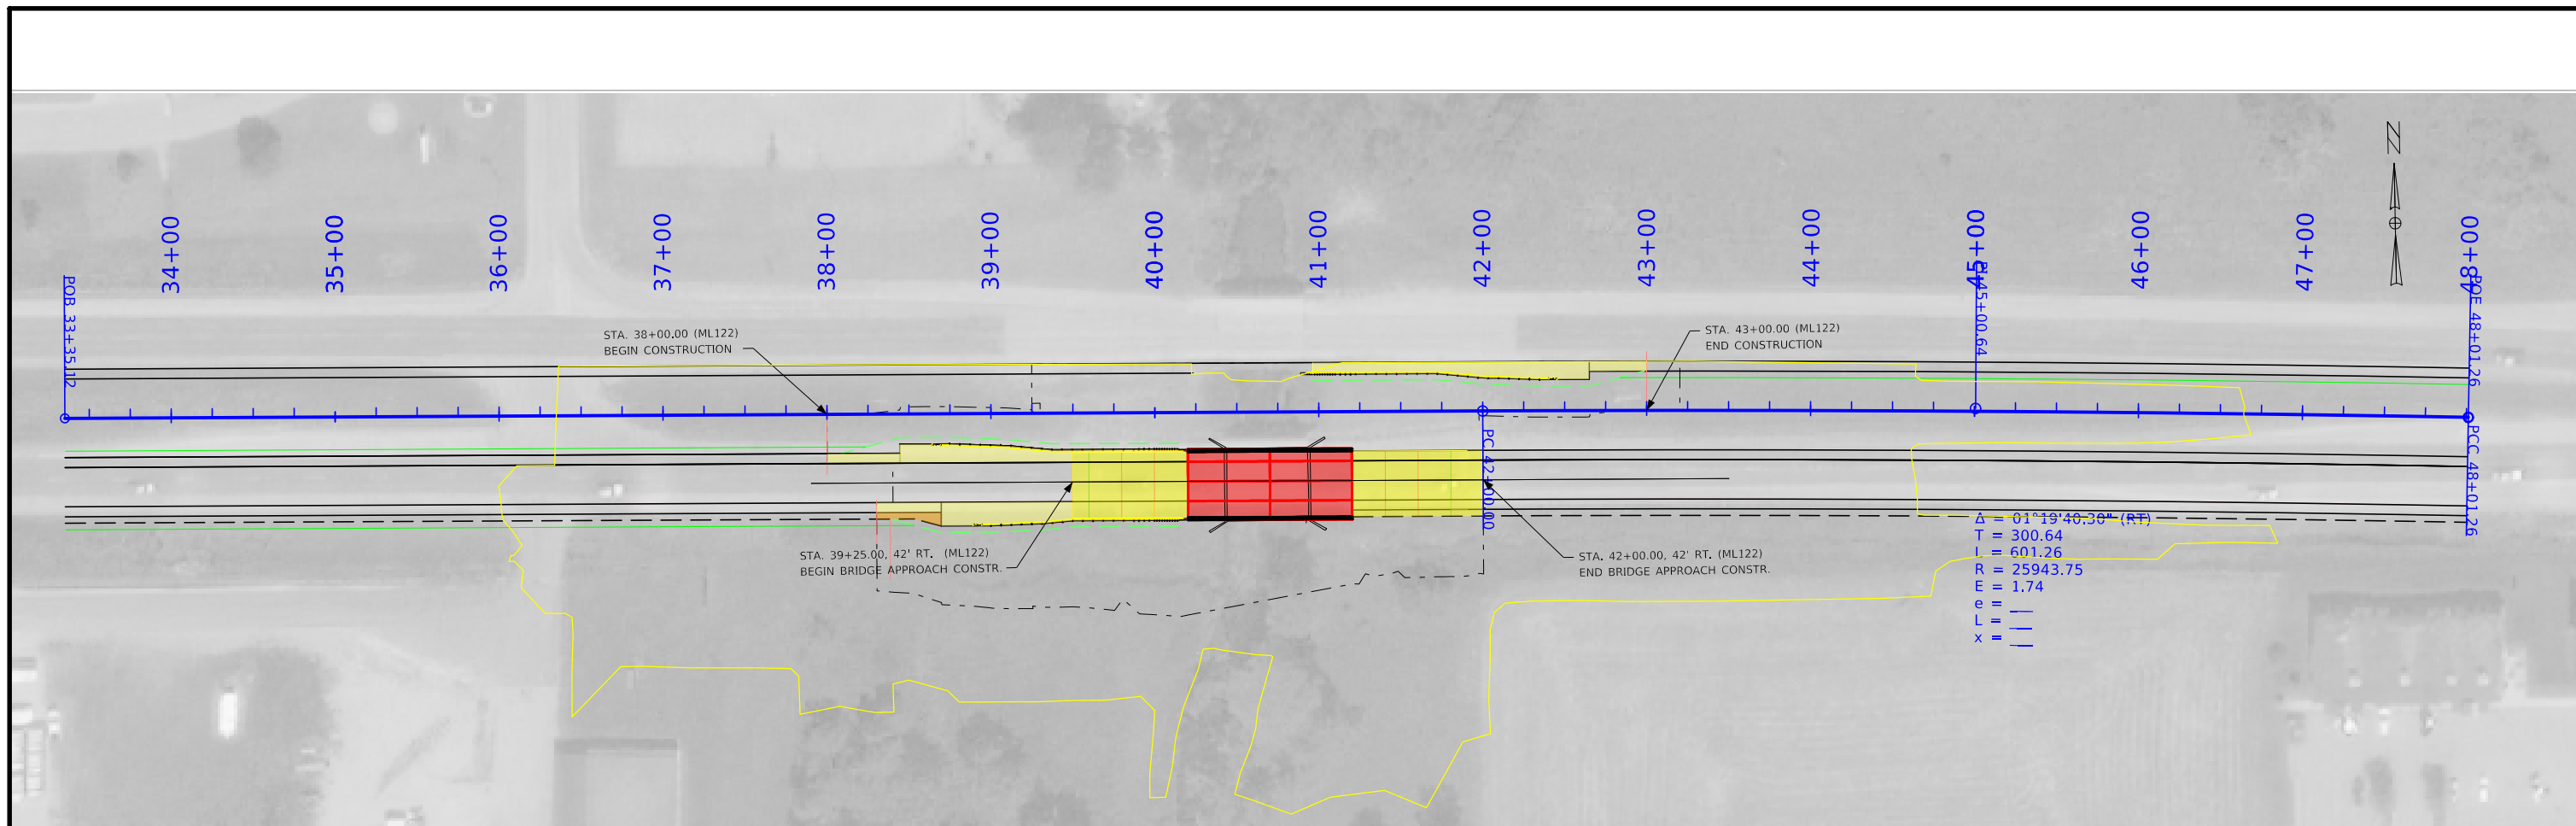 N
34+00
35+00
36+00
37+00
38+00
39+00
40+00
41+00
42+00
43+00
44+00
45+00
46+00
47+00
48+00
POB 33+35.12
PI 45+00.64
POE 48+01.26
STA. 38+00.00 (ML122)
BEGIN CONSTRUCTION
STA. 43+00.00 (ML122)
END CONSTRUCTION
PC 42+00.00
PCC 48+01.26
STA. 39+25.00, 42' RT. (ML122)
BEGIN BRIDGE APPROACH CONSTR.
STA. 42+00.00, 42' RT. (ML122)
END BRIDGE APPROACH CONSTR.
Δ = 01°19'40.30" (RT)
T = 300.64
L = 601.26
R = 25943.75
E = 1.74
e = __
L = __
x = __